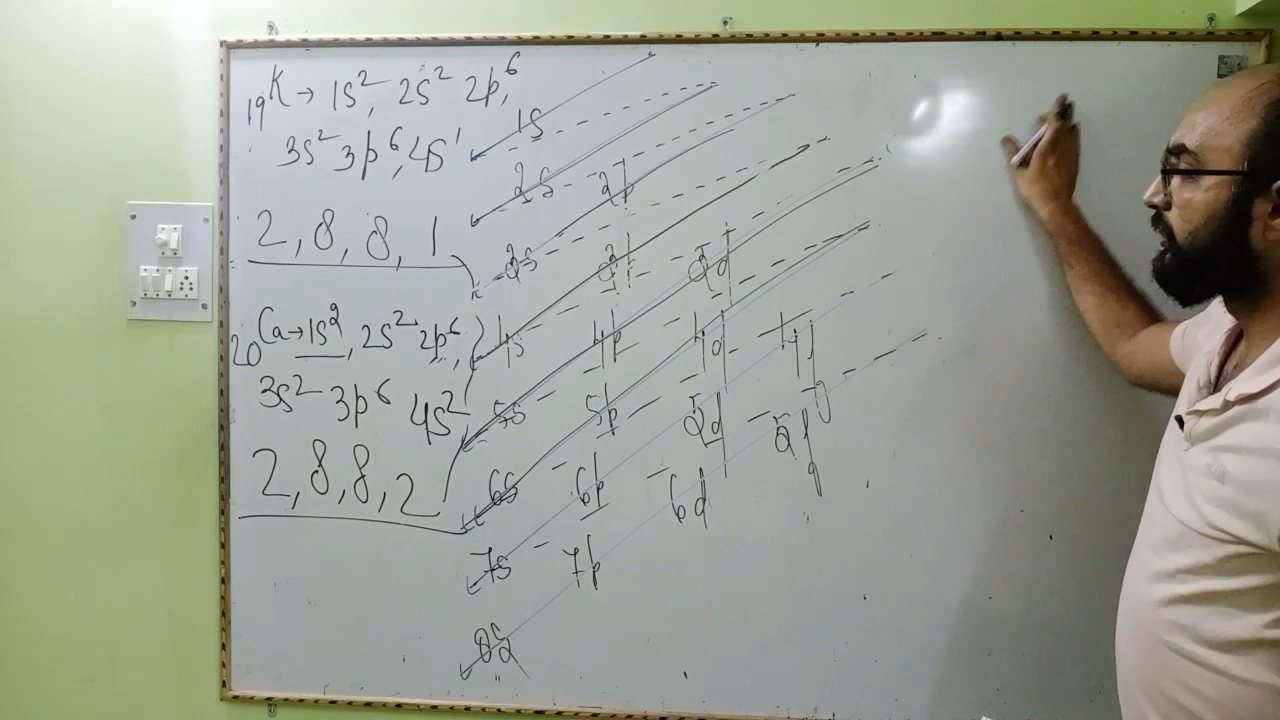 19K → 1s², 2s² 2p⁶,
3s² 3p⁶, 4s¹
2, 8, 8, 1
20Ca → 1s², 2s² 2p⁶,
3s² 3p⁶ 4s²
2, 8, 8, 2
1s
2s 2p
3s 3p 3d
4s 4p 4d 4f
5s 5p 5d 5f
6s 6p 6d
7s 7p
8s